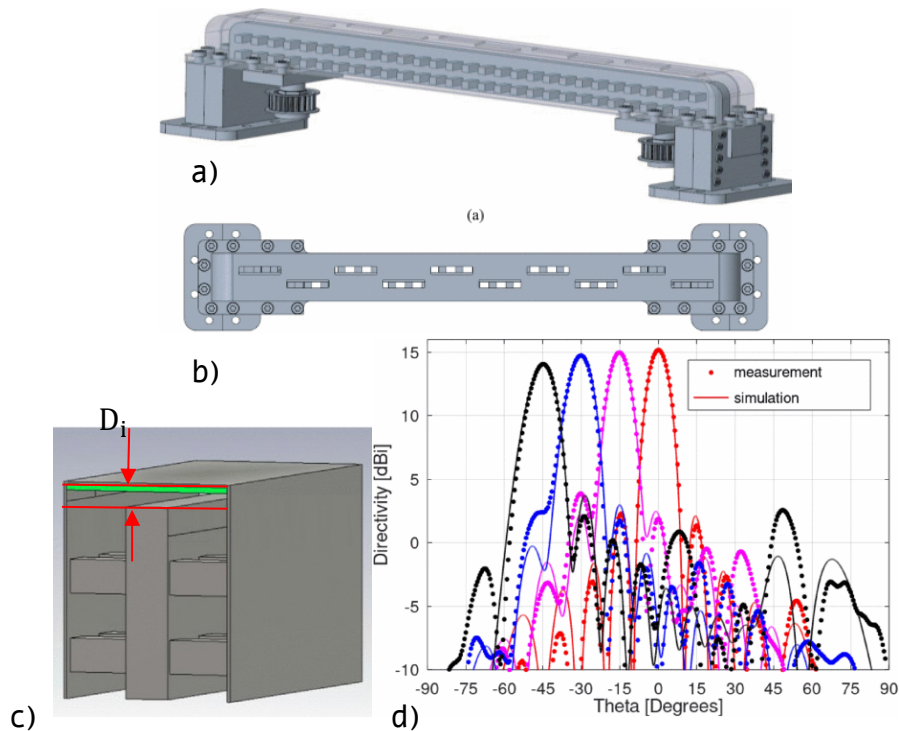 a)
(a)
b)
D_i
c)
d)
Directivity [dBi]
15
10
5
0
-5
-10
measurement
simulation
-90 -75 -60 -45 -30 -15 0 15 30 45 60 75 90
Theta [Degrees]